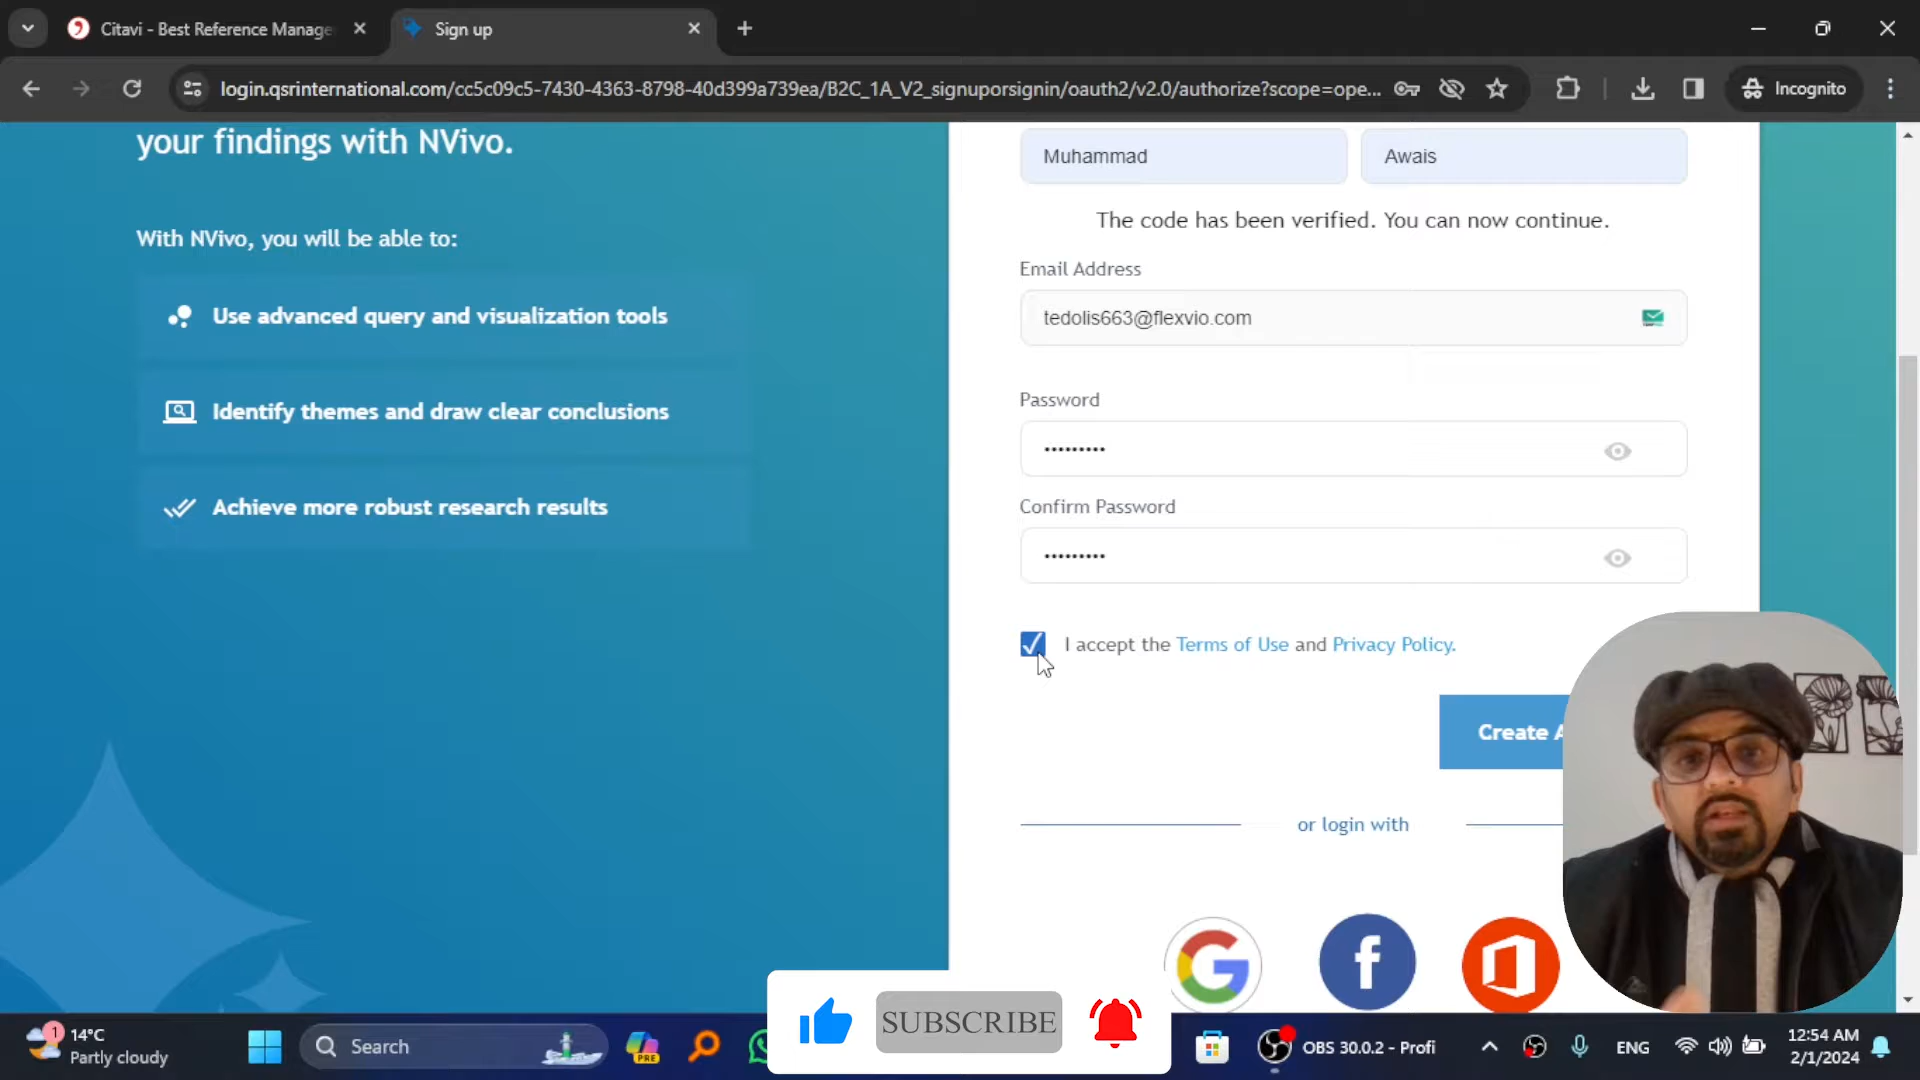 Citavi - Best Reference Manage
Sign up
login.qsrinternational.com/cc5c09c5-7430-4363-8798-40d399a739ea/B2C_1A_V2_signuporsignin/oauth2/v2.0/authorize?scope=ope...
Incognito
your findings with NVivo.
With NVivo, you will be able to:
Use advanced query and visualization tools
Identify themes and draw clear conclusions
Achieve more robust research results
Muhammad
Awais
The code has been verified. You can now continue.
Email Address
tedolis663@flexvio.com
Password
•••••••••
Confirm Password
•••••••••
I accept the Terms of Use and Privacy Policy.
Create A
or login with
SUBSCRIBE
1
14°C
Partly cloudy
Search
PRE
OBS 30.0.2 - Profi
ENG
12:54 AM
2/1/2024